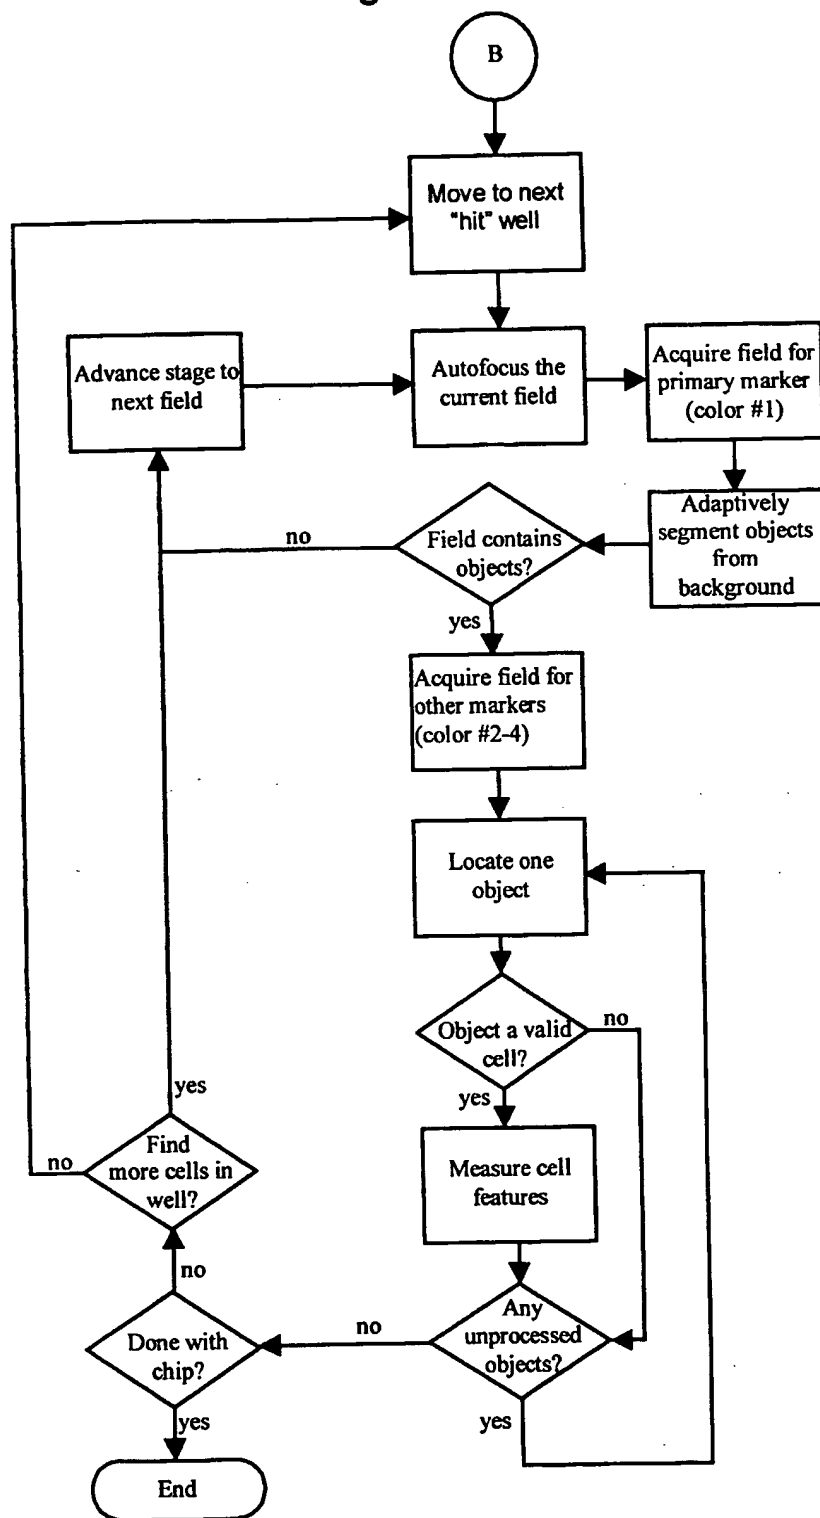 B
Move to next
"hit" well
Advance stage to
next field
Autofocus the
current field
Acquire field for
primary marker
(color #1)
Adaptively
segment objects
from
background
Field contains
objects?
no
yes
Acquire field for
other markers
(color #2-4)
Locate one
object
Object a valid
cell?
no
yes
Measure cell
features
Any
unprocessed
objects?
no
yes
Done with
chip?
no
yes
Find
more cells in
well?
yes
no
End